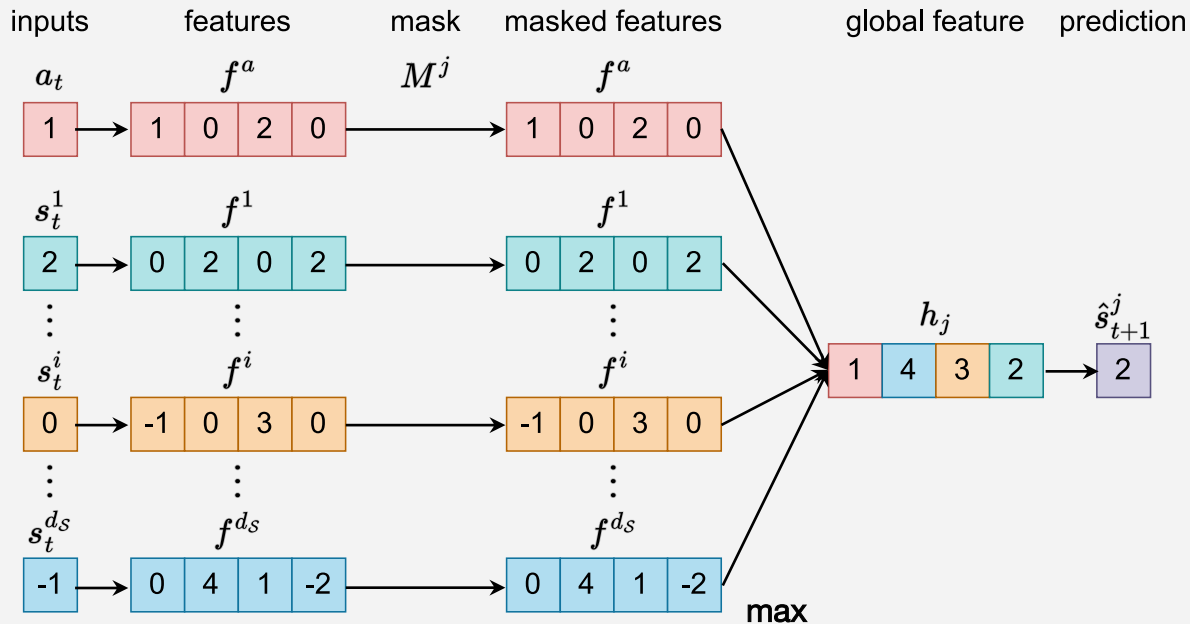 inputs features mask masked features global feature prediction
a_t f^a M^j f^a
1 1 0 2 0 1 0 2 0
s_t^1 f^1 f^1
2 0 2 0 2 0 2 0 2
⋮ ⋮ ⋮
h_j ŝ_{t+1}^j
s_t^i f^i f^i
1 4 3 2 2
0 -1 0 3 0 -1 0 3 0
⋮ ⋮ ⋮
s_t^{d_S} f^{d_S} f^{d_S}
-1 0 4 1 -2 0 4 1 -2
max